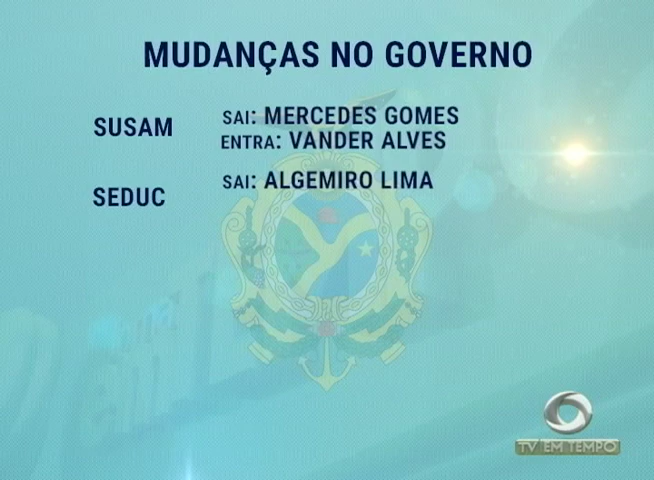 MUDANÇAS NO GOVERNO
SUSAM
SAI: MERCEDES GOMES
ENTRA: VANDER ALVES
SEDUC
SAI: ALGEMIRO LIMA
TV EM TEMPO